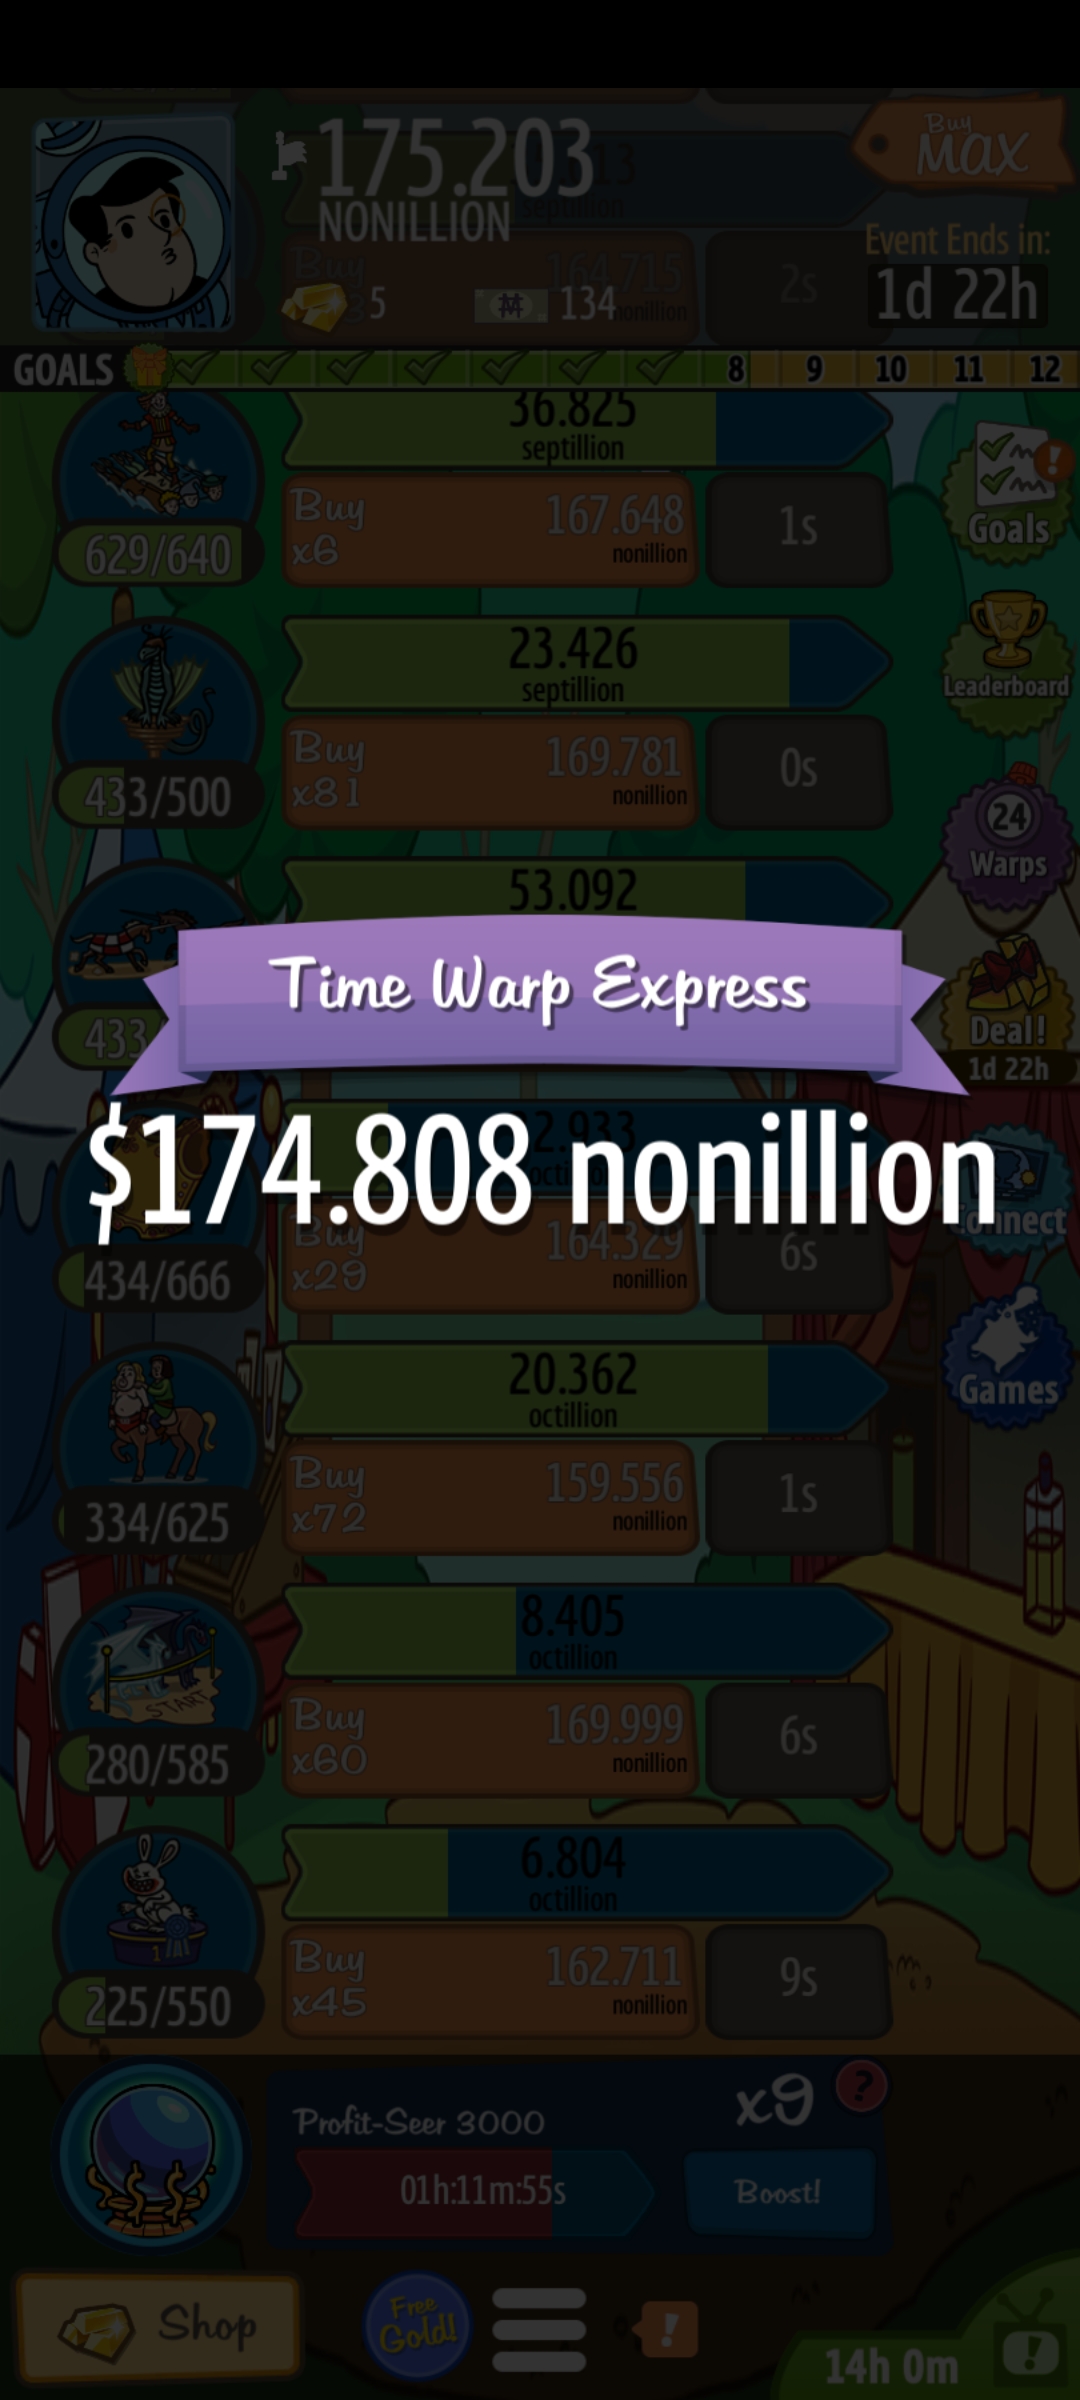 175.203
NONILLION
Buy
MAX
septillion
Event Ends in:
1d 22h
Buy
164.715
nonillion
2s
5
134
GOALS
8
9
10
11
12
36.825
septillion
Buy
x6
167.648
nonillion
1s
629/640
Goals
23.426
septillion
Buy
x81
169.781
nonillion
0s
433/500
Leaderboard
24
Warps
53.092
433
Deal!
1d 22h
Time Warp Express
$174.808 nonillion
Buy
x29
164.329
nonillion
6s
434/666
Connect
20.362
octillion
Buy
x72
159.556
nonillion
1s
334/625
Games
8.405
octillion
START
Buy
x60
169.999
nonillion
6s
280/585
6.804
octillion
1
Buy
x45
162.711
nonillion
9s
225/550
Profit-Seer 3000
x9
?
01h:11m:55s
Boost!
Shop
Free
Gold!
!
14h 0m
!